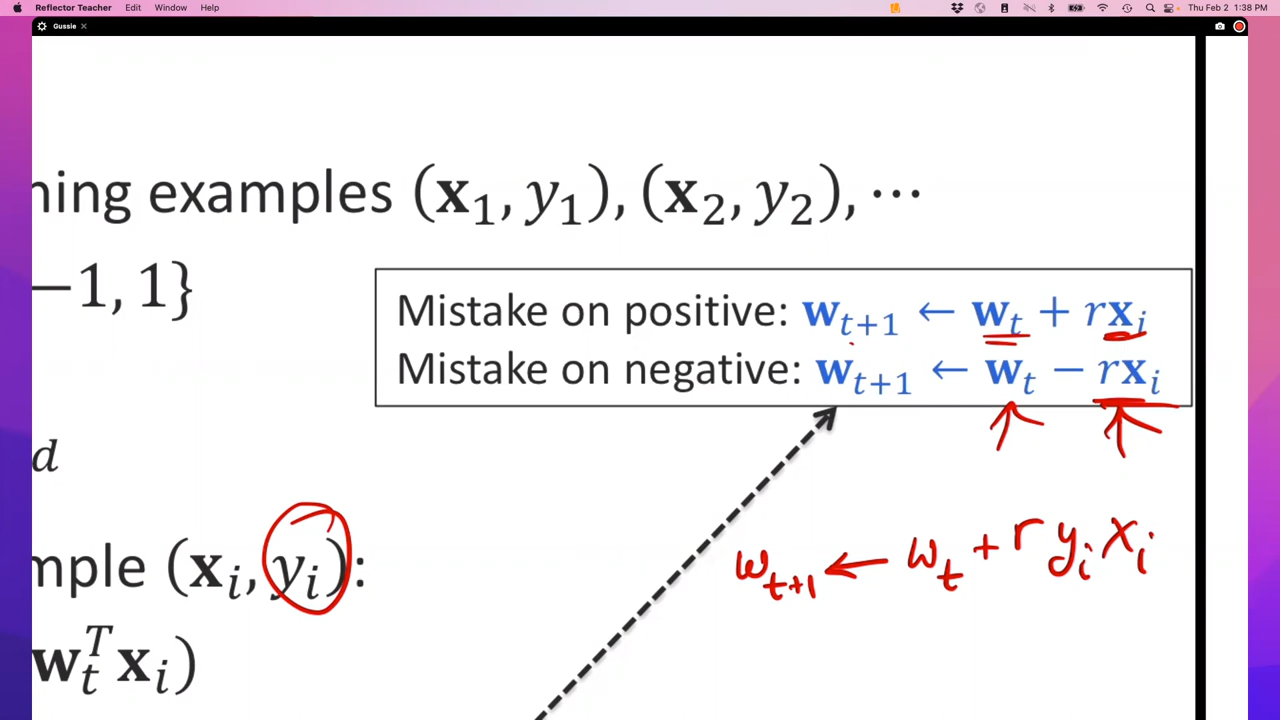 Reflector Teacher Edit Window Help Thu Feb 2 1:38 PM
Gussie
ning examples (𝐱₁, y₁), (𝐱₂, y₂), ⋯
−1, 1}
Mistake on positive: 𝐰ₜ₊₁ ← 𝐰ₜ + r𝐱ᵢ
Mistake on negative: 𝐰ₜ₊₁ ← 𝐰ₜ − r𝐱ᵢ
d
mple (𝐱ᵢ, yᵢ):
wₜ₊₁ ← wₜ + r yᵢ xᵢ
𝐰ₜᵀ𝐱ᵢ)